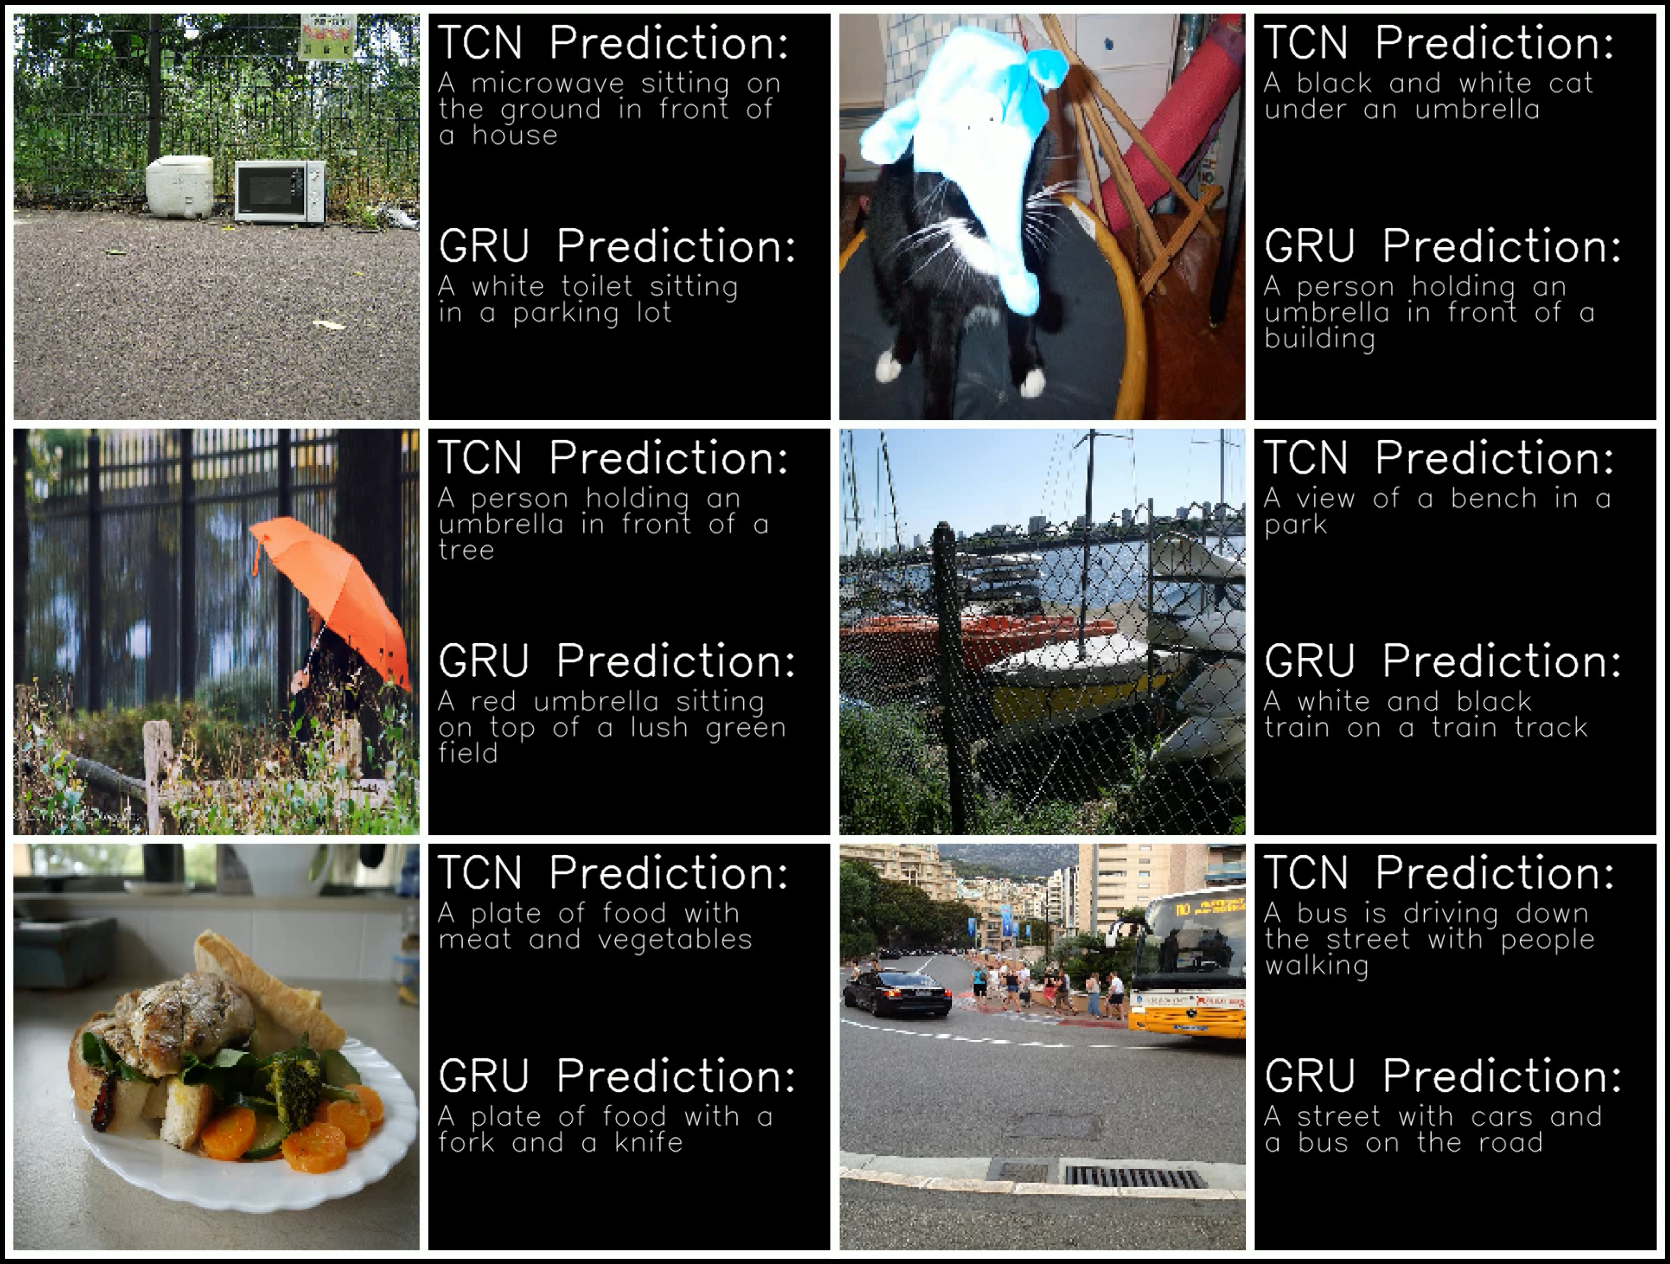 TCN Prediction:
A microwave sitting on
the ground in front of
a house
GRU Prediction:
A white toilet sitting
in a parking lot
TCN Prediction:
A black and white cat
under an umbrella
GRU Prediction:
A person holding an
umbrella in front of a
building
TCN Prediction:
A person holding an
umbrella in front of a
tree
GRU Prediction:
A red umbrella sitting
on top of a lush green
field
TCN Prediction:
A view of a bench in a
park
GRU Prediction:
A white and black
train on a train track
TCN Prediction:
A plate of food with
meat and vegetables
GRU Prediction:
A plate of food with a
fork and a knife
TCN Prediction:
A bus is driving down
the street with people
walking
GRU Prediction:
A street with cars and
a bus on the road